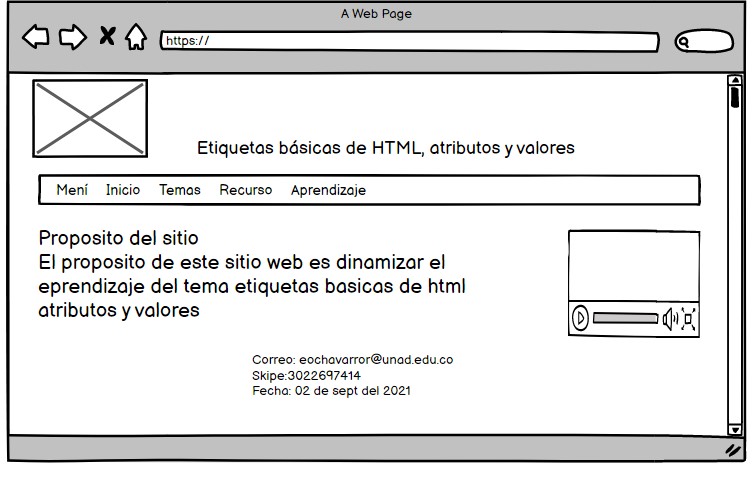 A Web Page
https://
Etiquetas básicas de HTML, atributos y valores
Mení Inicio Temas Recurso Aprendizaje
Proposito del sitio
El proposito de este sitio web es dinamizar el
eprendizaje del tema etiquetas basicas de html
atributos y valores
Correo: eochavarror@unad.edu.co
Skipe:3022697414
Fecha: 02 de sept del 2021